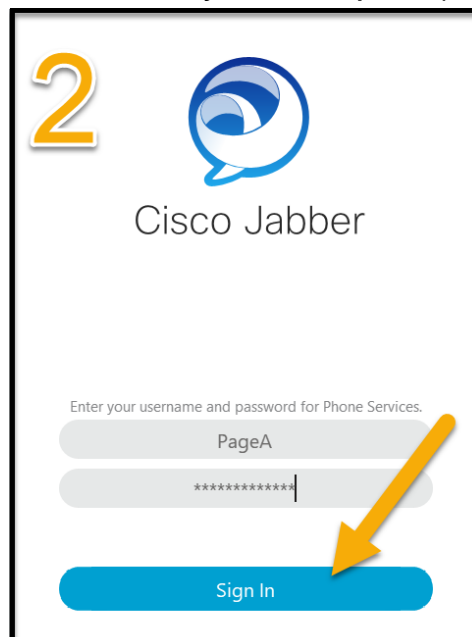 2
Cisco Jabber
Enter your username and password for Phone Services.
PageA
*************
Sign In